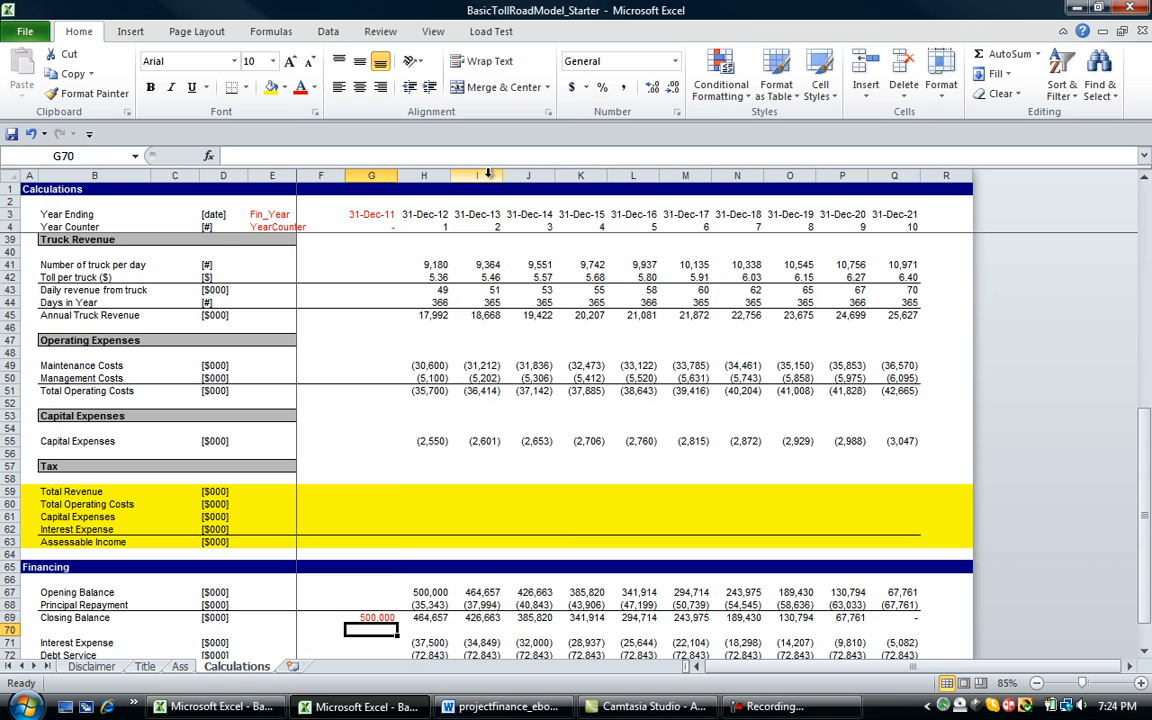 BasicTollRoadModel_Starter - Microsoft Excel
File Home Insert Page Layout Formulas Data Review View Load Test
Cut Arial 10 Wrap Text General AutoSum
Copy Fill
Paste Format Painter Merge & Center Conditional Formatting Format as Table Cell Styles Insert Delete Format Clear Sort & Filter Find & Select
Clipboard Font Alignment Number Styles Cells Editing
G70 fx
A B C D E F G H I J K L M N O P Q R
1 Calculations
2
3 Year Ending [date] Fin_Year 31-Dec-11 31-Dec-12 31-Dec-13 31-Dec-14 31-Dec-15 31-Dec-16 31-Dec-17 31-Dec-18 31-Dec-19 31-Dec-20 31-Dec-21
4 Year Counter [#] YearCounter - 1 2 3 4 5 6 7 8 9 10
39 Truck Revenue
40
41 Number of truck per day [#] 9,180 9,364 9,551 9,742 9,937 10,135 10,338 10,545 10,756 10,971
42 Toll per truck ($) [$] 5.36 5.46 5.57 5.68 5.80 5.91 6.03 6.15 6.27 6.40
43 Daily revenue from truck [$000] 49 51 53 55 58 60 62 65 67 70
44 Days in Year [#] 366 365 365 365 366 365 365 365 366 365
45 Annual Truck Revenue [$000] 17,992 18,668 19,422 20,207 21,081 21,872 22,756 23,675 24,699 25,627
46
47 Operating Expenses
48
49 Maintenance Costs [$000] (30,600) (31,212) (31,836) (32,473) (33,122) (33,785) (34,461) (35,150) (35,853) (36,570)
50 Management Costs [$000] (5,100) (5,202) (5,306) (5,412) (5,520) (5,631) (5,743) (5,858) (5,975) (6,095)
51 Total Operating Costs [$000] (35,700) (36,414) (37,142) (37,885) (38,643) (39,416) (40,204) (41,008) (41,828) (42,665)
52
53 Capital Expenses
54
55 Capital Expenses [$000] (2,550) (2,601) (2,653) (2,706) (2,760) (2,815) (2,872) (2,929) (2,988) (3,047)
56
57 Tax
58
59 Total Revenue [$000]
60 Total Operating Costs [$000]
61 Capital Expenses [$000]
62 Interest Expense [$000]
63 Assessable Income [$000]
64
65 Financing
66
67 Opening Balance [$000] 500,000 464,657 426,663 385,820 341,914 294,714 243,975 189,430 130,794 67,761
68 Principal Repayment [$000] (35,343) (37,994) (40,843) (43,906) (47,199) (50,739) (54,545) (58,636) (63,033) (67,761)
69 Closing Balance [$000] 500,000 464,657 426,663 385,820 341,914 294,714 243,975 189,430 130,794 67,761 -
70
71 Interest Expense [$000] (37,500) (34,849) (32,000) (28,937) (25,644) (22,104) (18,298) (14,207) (9,810) (5,082)
72 Debt Service [$000] (72,843) (72,843) (72,843) (72,843) (72,843) (72,843) (72,843) (72,843) (72,843) (72,843)
Disclaimer Title Ass Calculations
Ready 85%
Microsoft Excel - Ba... Microsoft Excel - Ba... projectfinance_ebo... Camtasia Studio - A... Recording... 7:24 PM